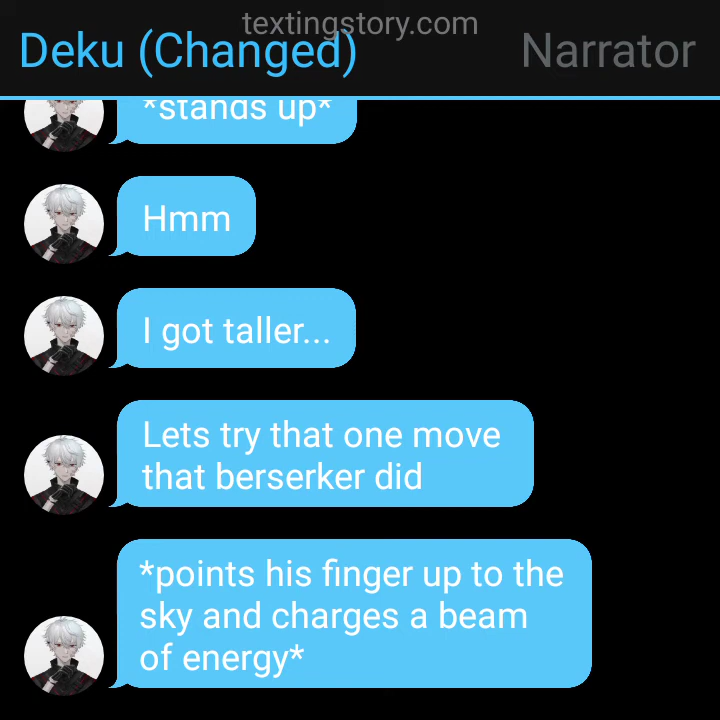 textingstory.com
Deku (Changed)
Narrator
*stands up*
Hmm
I got taller...
Lets try that one move
that berserker did
*points his finger up to the
sky and charges a beam
of energy*